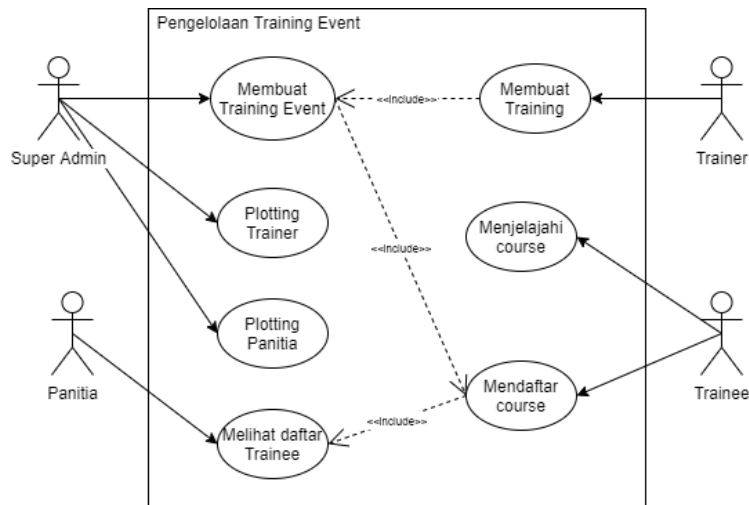 Pengelolaan Training Event
Membuat
Training Event
<<Include>>
Membuat
Training
Super Admin
Trainer
Plotting
Trainer
Menjelajahi
course
<<Include>>
Plotting
Panitia
Panitia
Trainee
Mendaftar
course
<<Include>>
Melihat daftar
Trainee